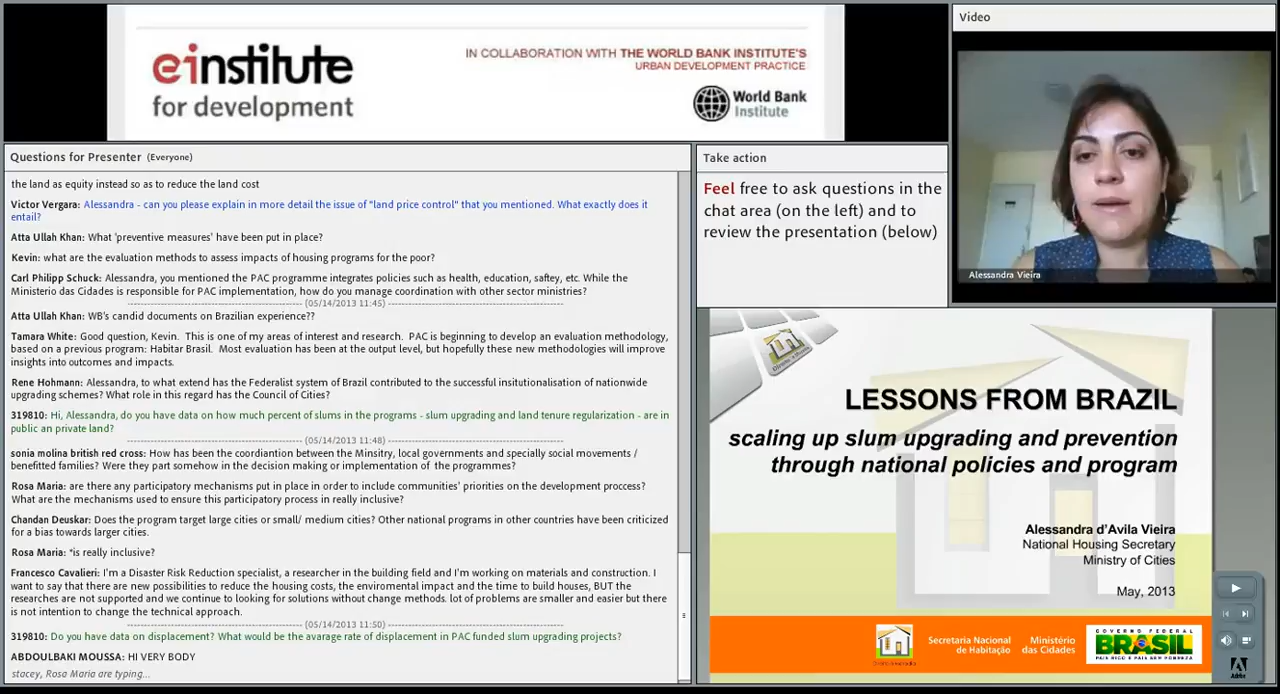 einstitute
for development
IN COLLABORATION WITH THE WORLD BANK INSTITUTE'S
URBAN DEVELOPMENT PRACTICE
World Bank
Institute
Video
Alessandra Vieira
Questions for Presenter (Everyone)
the land as equity instead so as to reduce the land cost
Victor Vergara: Alessandra - can you please explain in more detail the issue of "land price control" that you mentioned. What exactly does it
entail?
Atta Ullah Khan: What 'preventive measures' have been put in place?
Kevin: what are the evaluation methods to assess impacts of housing programs for the poor?
Carl Philipp Schuck: Alessandra, you mentioned the PAC programme integrates policies such as health, education, saftey, etc. While the
Ministerio das Cidades is responsible for PAC implementation, how do you manage coordination with other sector ministries?
(05/14/2013 11:45)
Atta Ullah Khan: WB's candid documents on Brazilian experience??
Tamara White: Good question, Kevin. This is one of my areas of interest and research. PAC is beginning to develop an evaluation methodology,
based on a previous program: Habitar Brasil. Most evaluation has been at the output level, but hopefully these new methodologies will improve
insights into outcomes and impacts.
Rene Hohmann: Alessandra, to what extend has the Federalist system of Brazil contributed to the successful insitutionalisation of nationwide
upgrading schemes? What role in this regard has the Council of Cities?
319810: Hi, Alessandra, do you have data on how much percent of slums in the programs - slum upgrading and land tenure regularization - are in
public an private land?
(05/14/2013 11:48)
sonia molina british red cross: How has been the coordiantion between the Minsitry, local governments and specially social movements /
benefitted families? Were they part somehow in the decision making or implementation of the programmes?
Rosa Maria: are there any participatory mechanisms put in place in order to include communities' priorities on the development proccess?
What are the mechanisms used to ensure this participatory process in really inclusive?
Chandan Deuskar: Does the program target large cities or small/ medium cities? Other national programs in other countries have been criticized
for a bias towards larger cities.
Rosa Maria: *is really inclusive?
Francesco Cavalieri: I'm a Disaster Risk Reduction specialist, a researcher in the building field and I'm working on materials and construction. I
want to say that there are new possibilities to reduce the housing costs, the enviromental impact and the time to build houses, BUT the
researches are not supported and we continue to looking for solutions without change methods. lot of problems are smaller and easier but there
is not intention to change the technical approach.
(05/14/2013 11:50)
319810: Do you have data on displacement? What would be the avarage rate of displacement in PAC funded slum upgrading projects?
ABDOULBAKI MOUSSA: HI VERY BODY
stacey, Rosa Maria are typing...
Take action
Feel free to ask questions in the
chat area (on the left) and to
review the presentation (below)
LESSONS FROM BRAZIL
scaling up slum upgrading and prevention
through national policies and program
Alessandra d'Avila Vieira
National Housing Secretary
Ministry of Cities
May, 2013
Secretaria Nacional
de Habitação
Ministério
das Cidades
GOVERNO FEDERAL
BRASIL
PAÍS RICO É PAÍS SEM POBREZA
Adobe